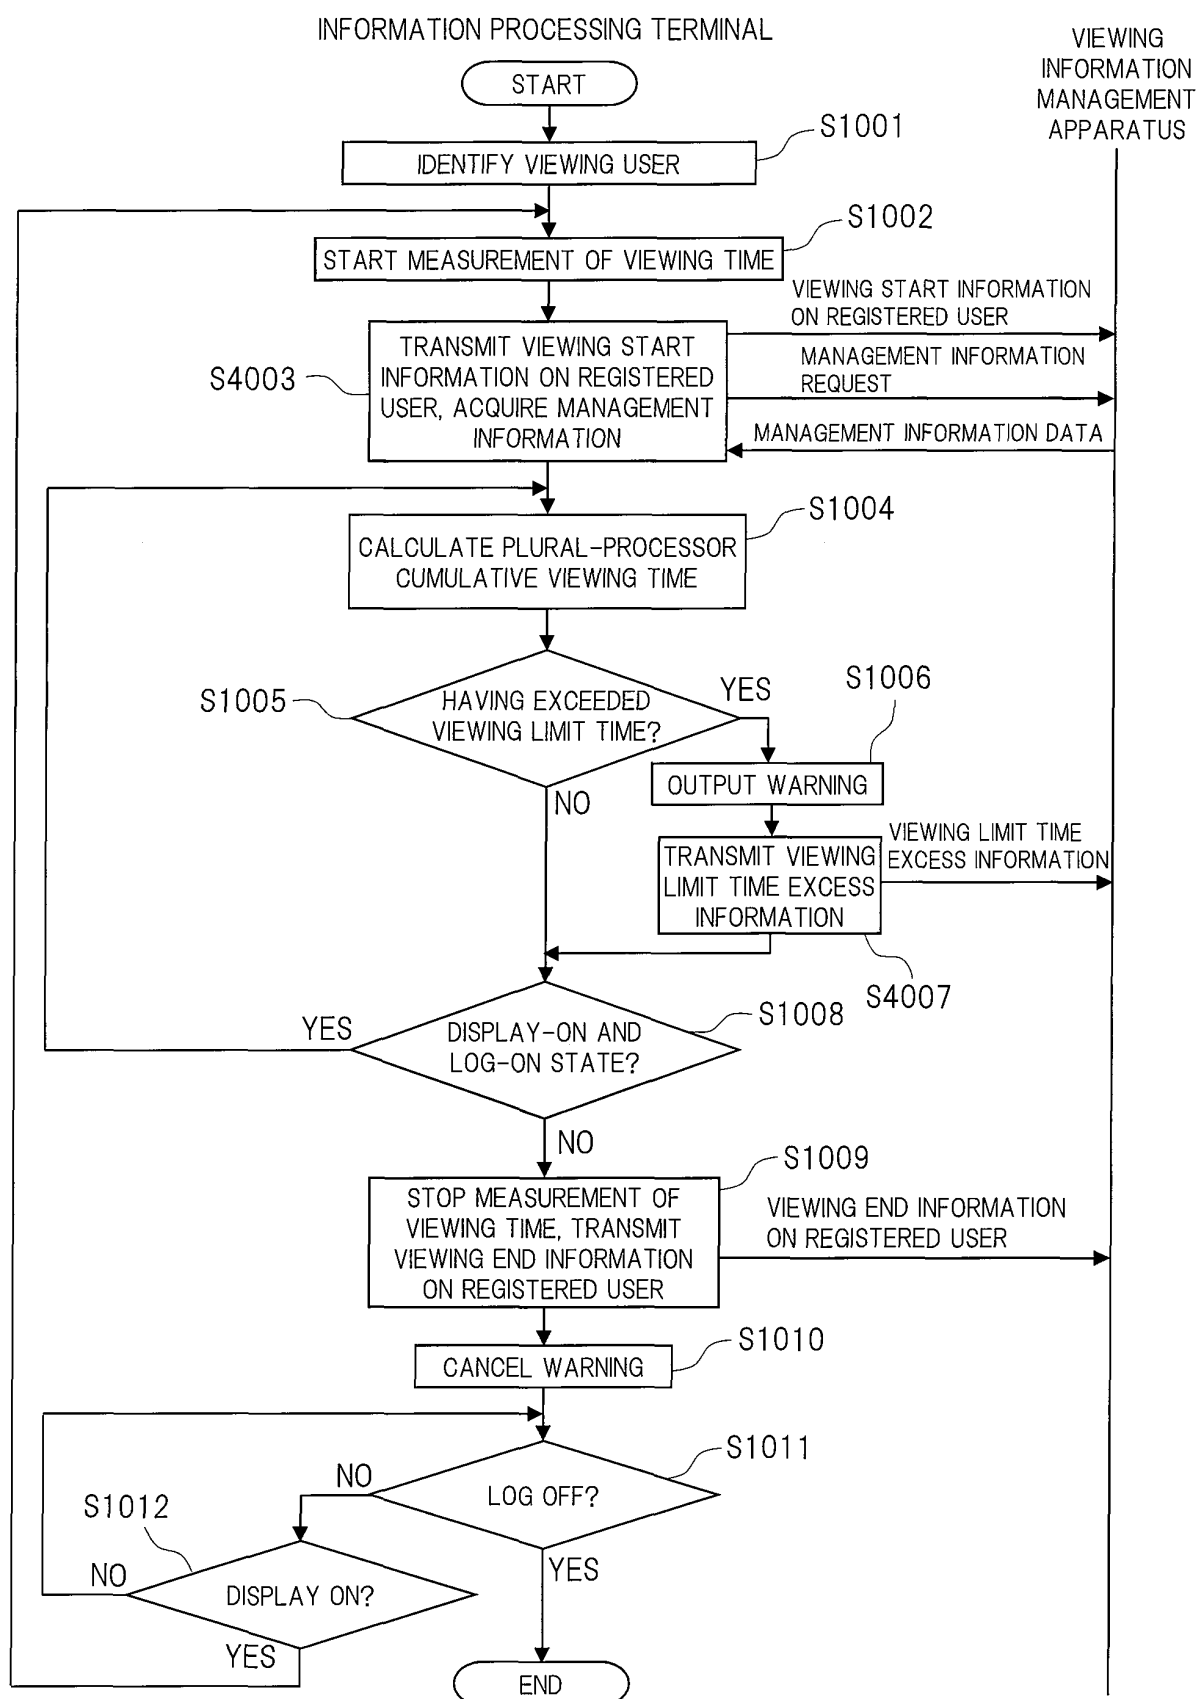 INFORMATION PROCESSING TERMINAL
VIEWING
INFORMATION
MANAGEMENT
APPARATUS
START
S1001
IDENTIFY VIEWING USER
S1002
START MEASUREMENT OF VIEWING TIME
VIEWING START INFORMATION
ON REGISTERED USER
S4003
TRANSMIT VIEWING START
INFORMATION ON REGISTERED
USER, ACQUIRE MANAGEMENT
INFORMATION
MANAGEMENT INFORMATION
REQUEST
MANAGEMENT INFORMATION DATA
S1004
CALCULATE PLURAL-PROCESSOR
CUMULATIVE VIEWING TIME
S1005
HAVING EXCEEDED
VIEWING LIMIT TIME?
YES
S1006
OUTPUT WARNING
NO
TRANSMIT VIEWING
LIMIT TIME EXCESS
INFORMATION
VIEWING LIMIT TIME
EXCESS INFORMATION
S4007
S1008
YES
DISPLAY-ON AND
LOG-ON STATE?
NO
S1009
STOP MEASUREMENT OF
VIEWING TIME, TRANSMIT
VIEWING END INFORMATION
ON REGISTERED USER
VIEWING END INFORMATION
ON REGISTERED USER
S1010
CANCEL WARNING
S1011
NO
LOG OFF?
S1012
YES
NO
DISPLAY ON?
YES
END